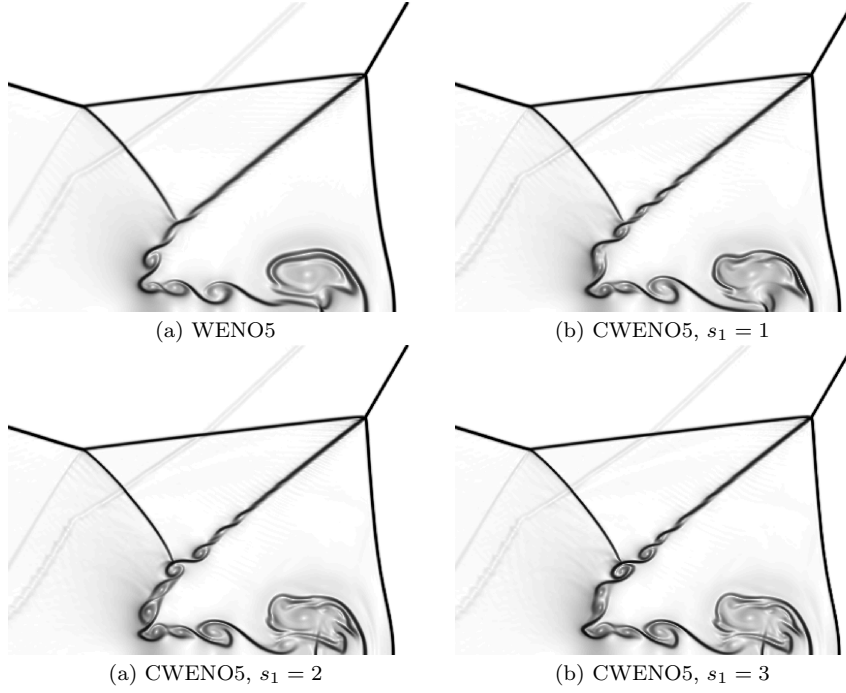 (a) WENO5
(b) CWENO5, s₁ = 1
(a) CWENO5, s₁ = 2
(b) CWENO5, s₁ = 3